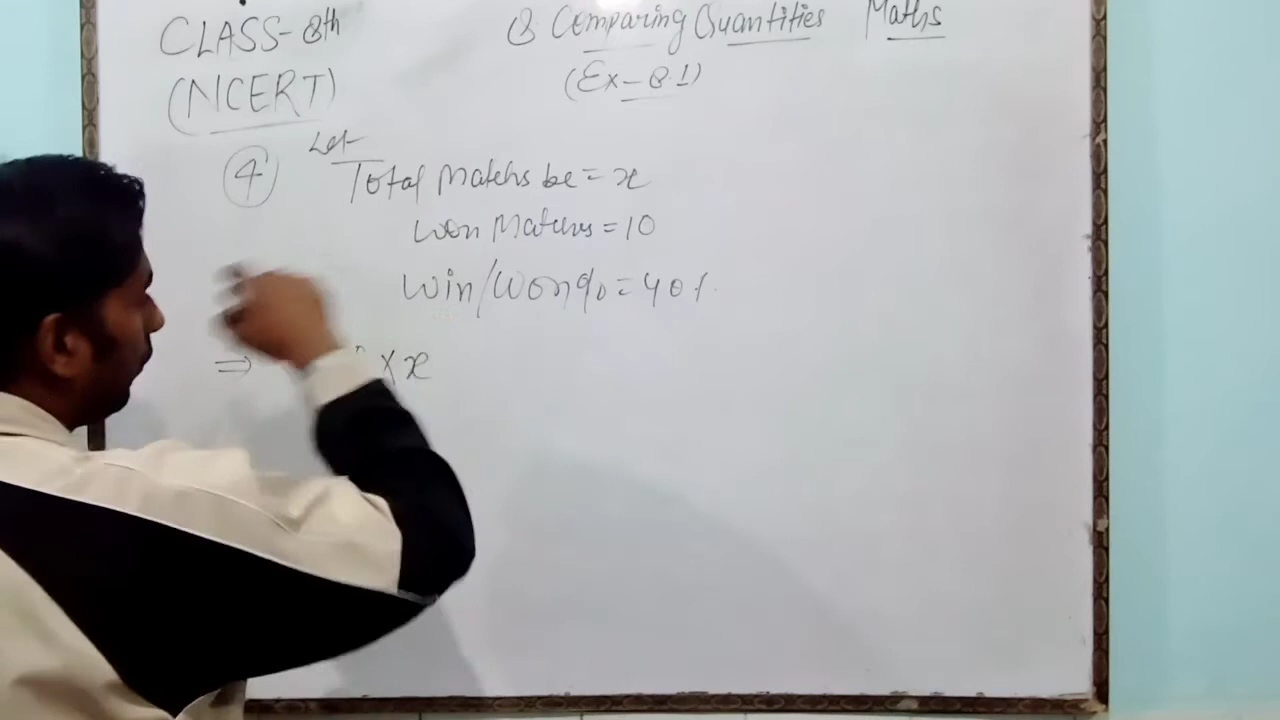 CLASS-8th
(NCERT)
8 Comparing Quantities Maths
(Ex-8.1)
Let
4 Total Matchs be = x
Won Matches = 10
Win/Won% = 40%
⇒ × x